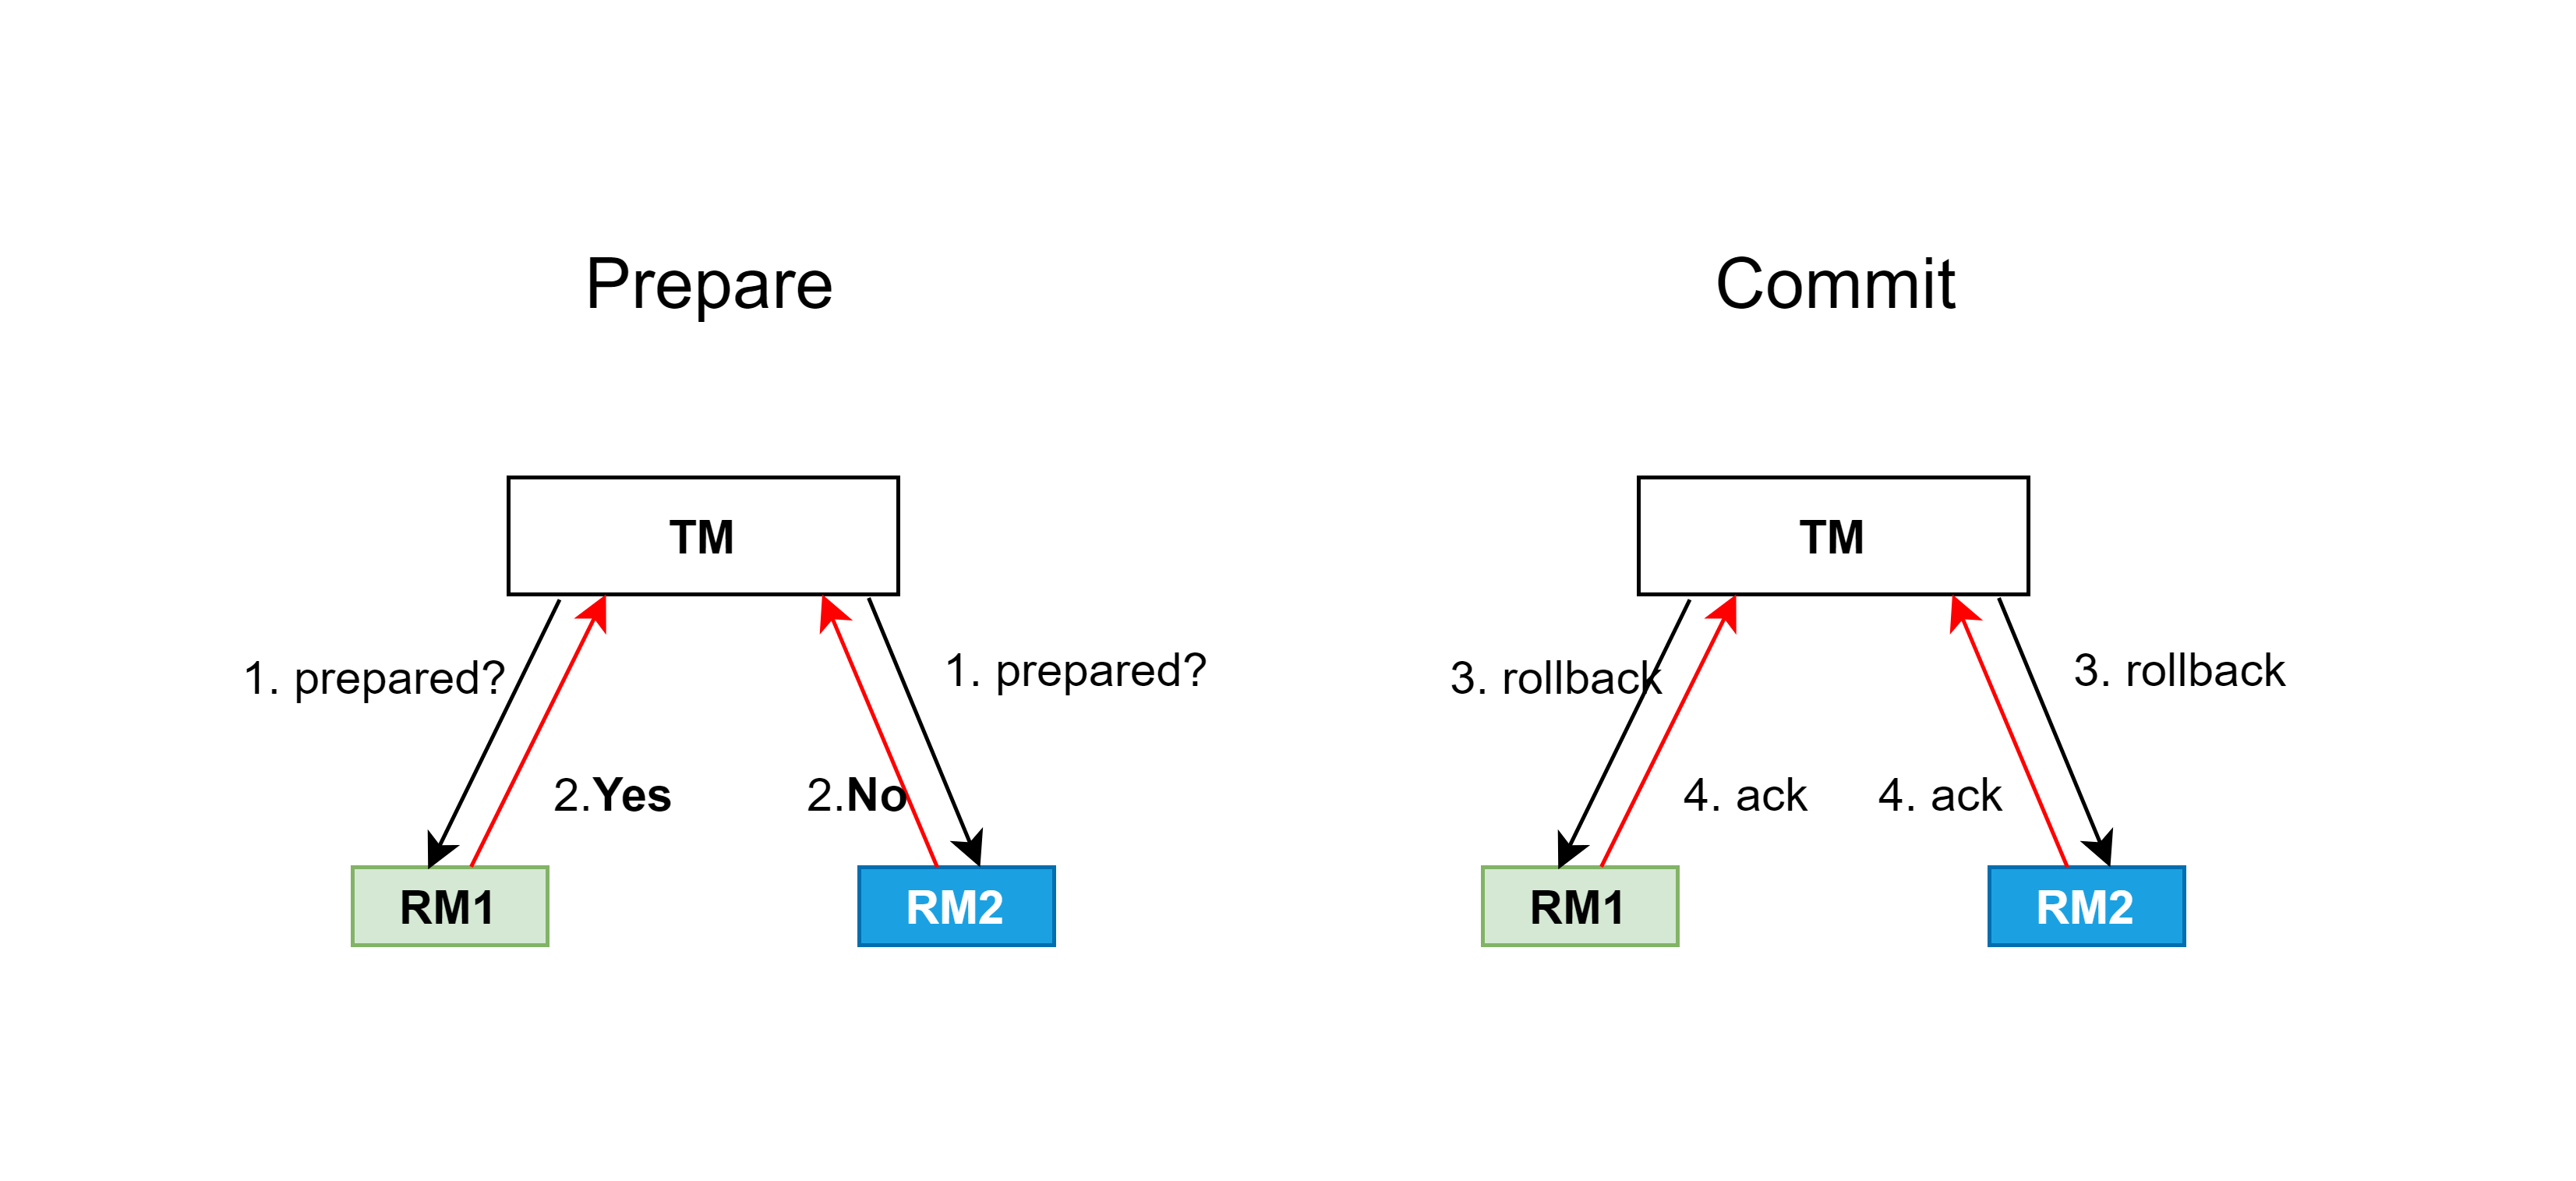 Prepare
TM
1. prepared?
1. prepared?
2.Yes
2.No
RM1
RM2
Commit
TM
3. rollback
3. rollback
4. ack
4. ack
RM1
RM2